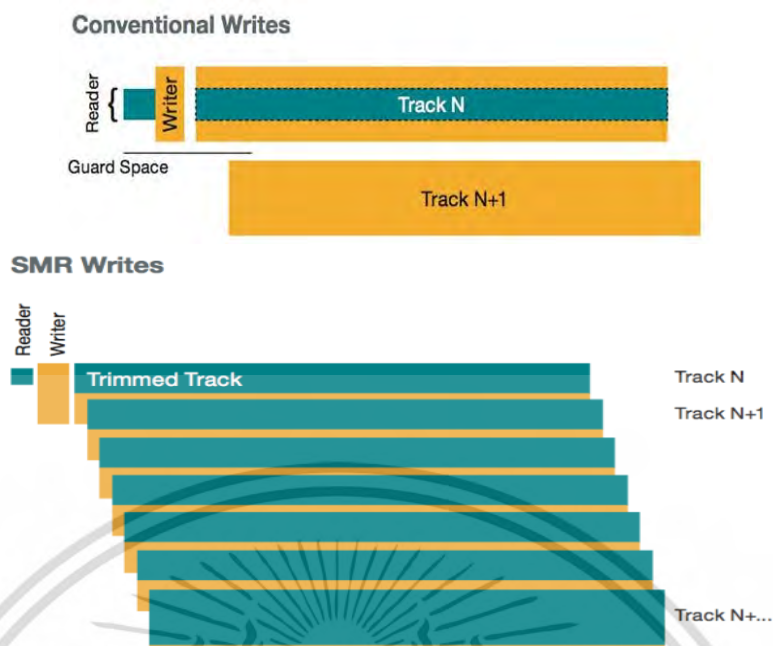 Conventional Writes
Reader
Writer
Track N
Guard Space
Track N+1
SMR Writes
Reader
Writer
Trimmed Track
Track N
Track N+1
Track N+...